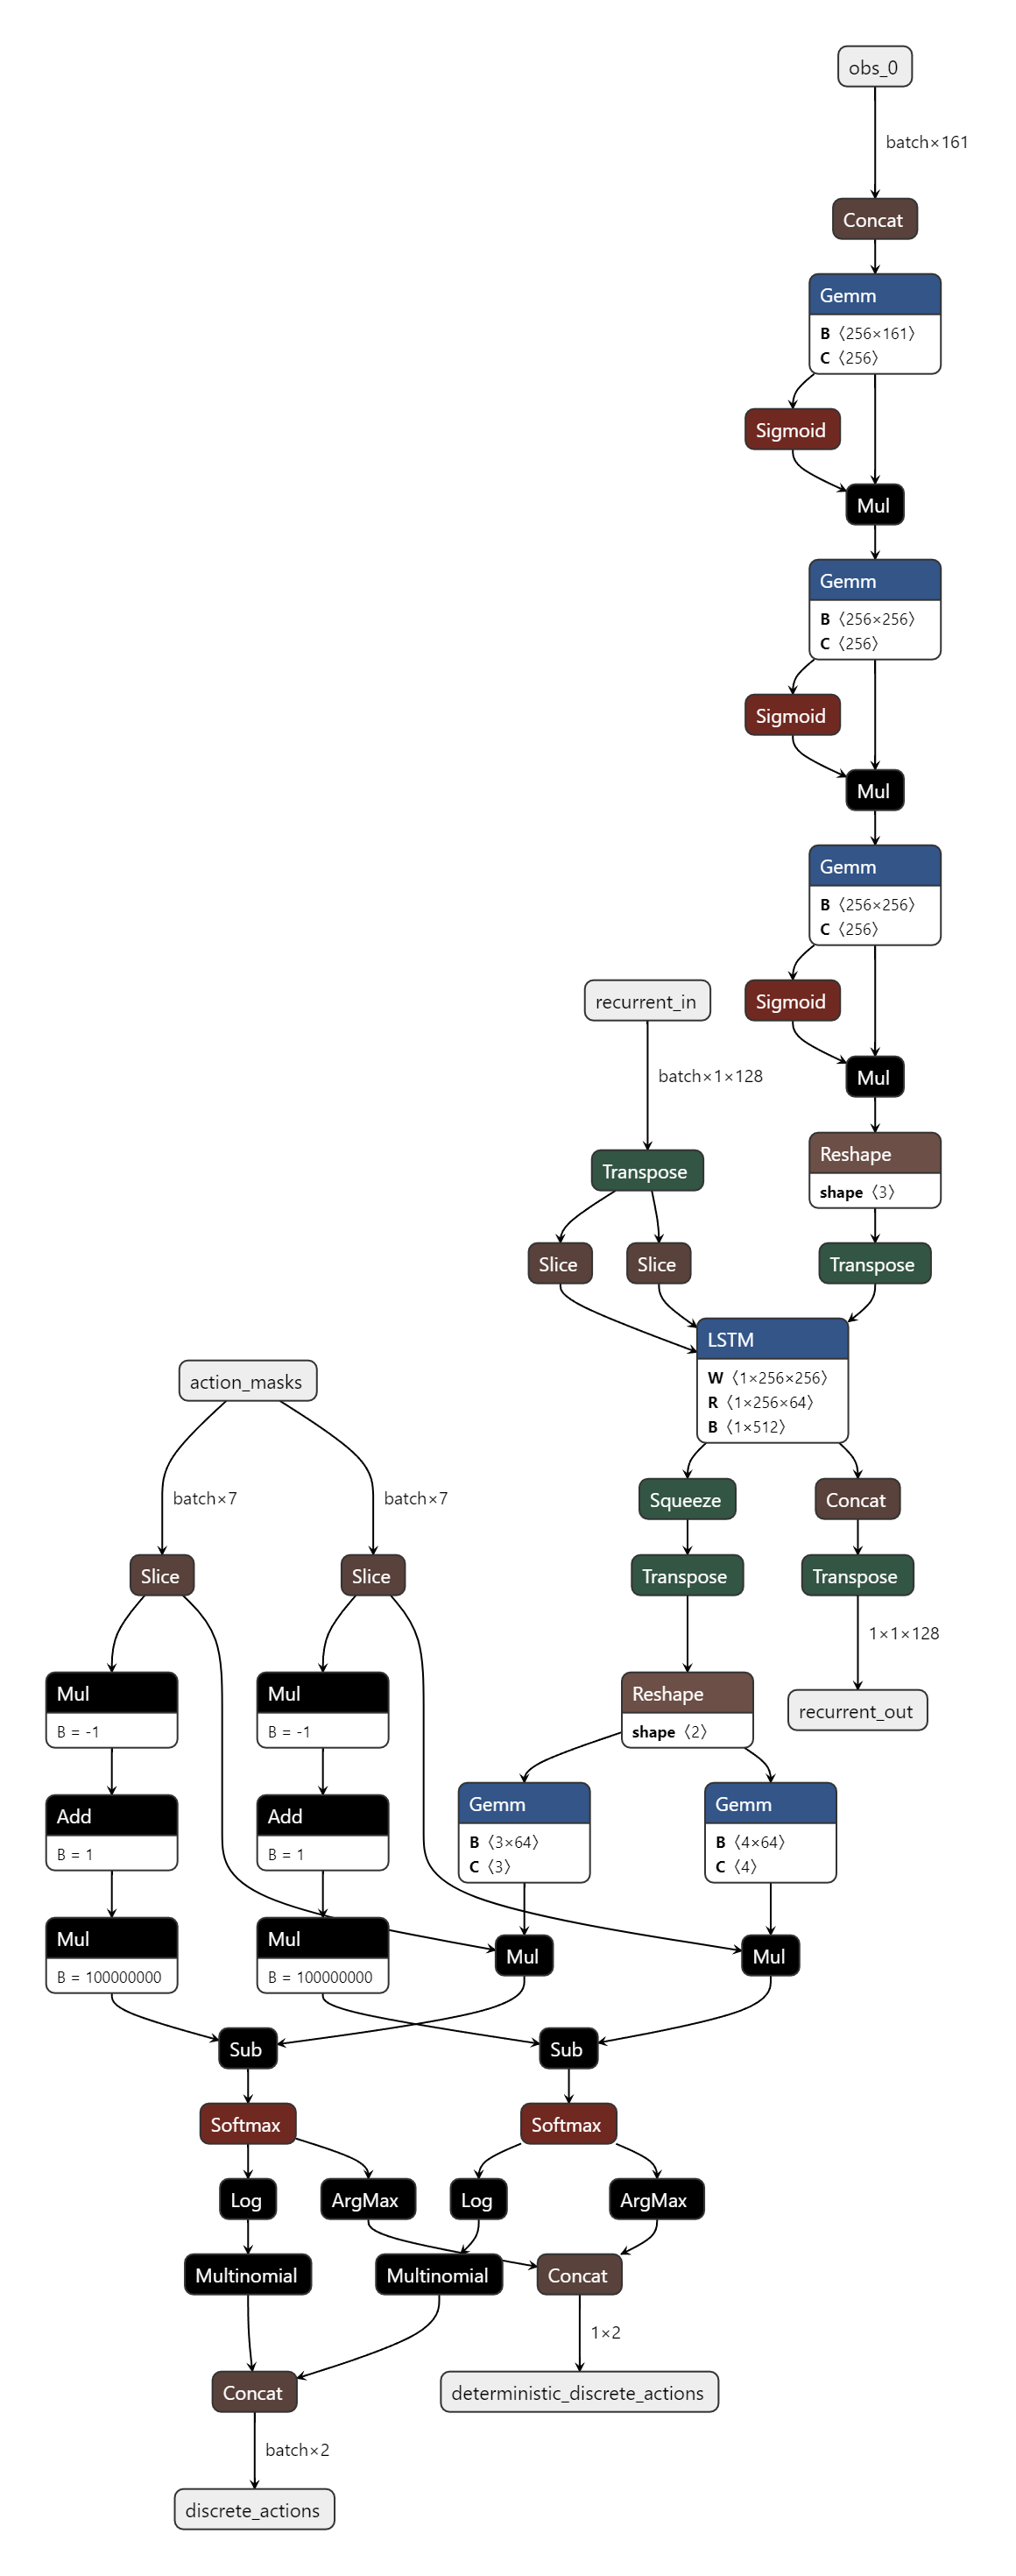 obs_0
batch×161
Concat
Gemm
B 〈256×161〉
C 〈256〉
Sigmoid
Mul
Gemm
B 〈256×256〉
C 〈256〉
Sigmoid
Mul
Gemm
B 〈256×256〉
C 〈256〉
recurrent_in
Sigmoid
batch×1×128
Mul
Transpose
Reshape
shape 〈3〉
Slice
Slice
Transpose
LSTM
W 〈1×256×256〉
R 〈1×256×64〉
B 〈1×512〉
action_masks
batch×7
batch×7
Squeeze
Concat
Slice
Slice
Transpose
Transpose
1×1×128
Mul
B = -1
Mul
B = -1
Reshape
shape 〈2〉
recurrent_out
Add
B = 1
Add
B = 1
Gemm
B 〈3×64〉
C 〈3〉
Gemm
B 〈4×64〉
C 〈4〉
Mul
B = 100000000
Mul
B = 100000000
Mul
Mul
Sub
Sub
Softmax
Softmax
Log
ArgMax
Log
ArgMax
Multinomial
Multinomial
Concat
1×2
Concat
deterministic_discrete_actions
batch×2
discrete_actions